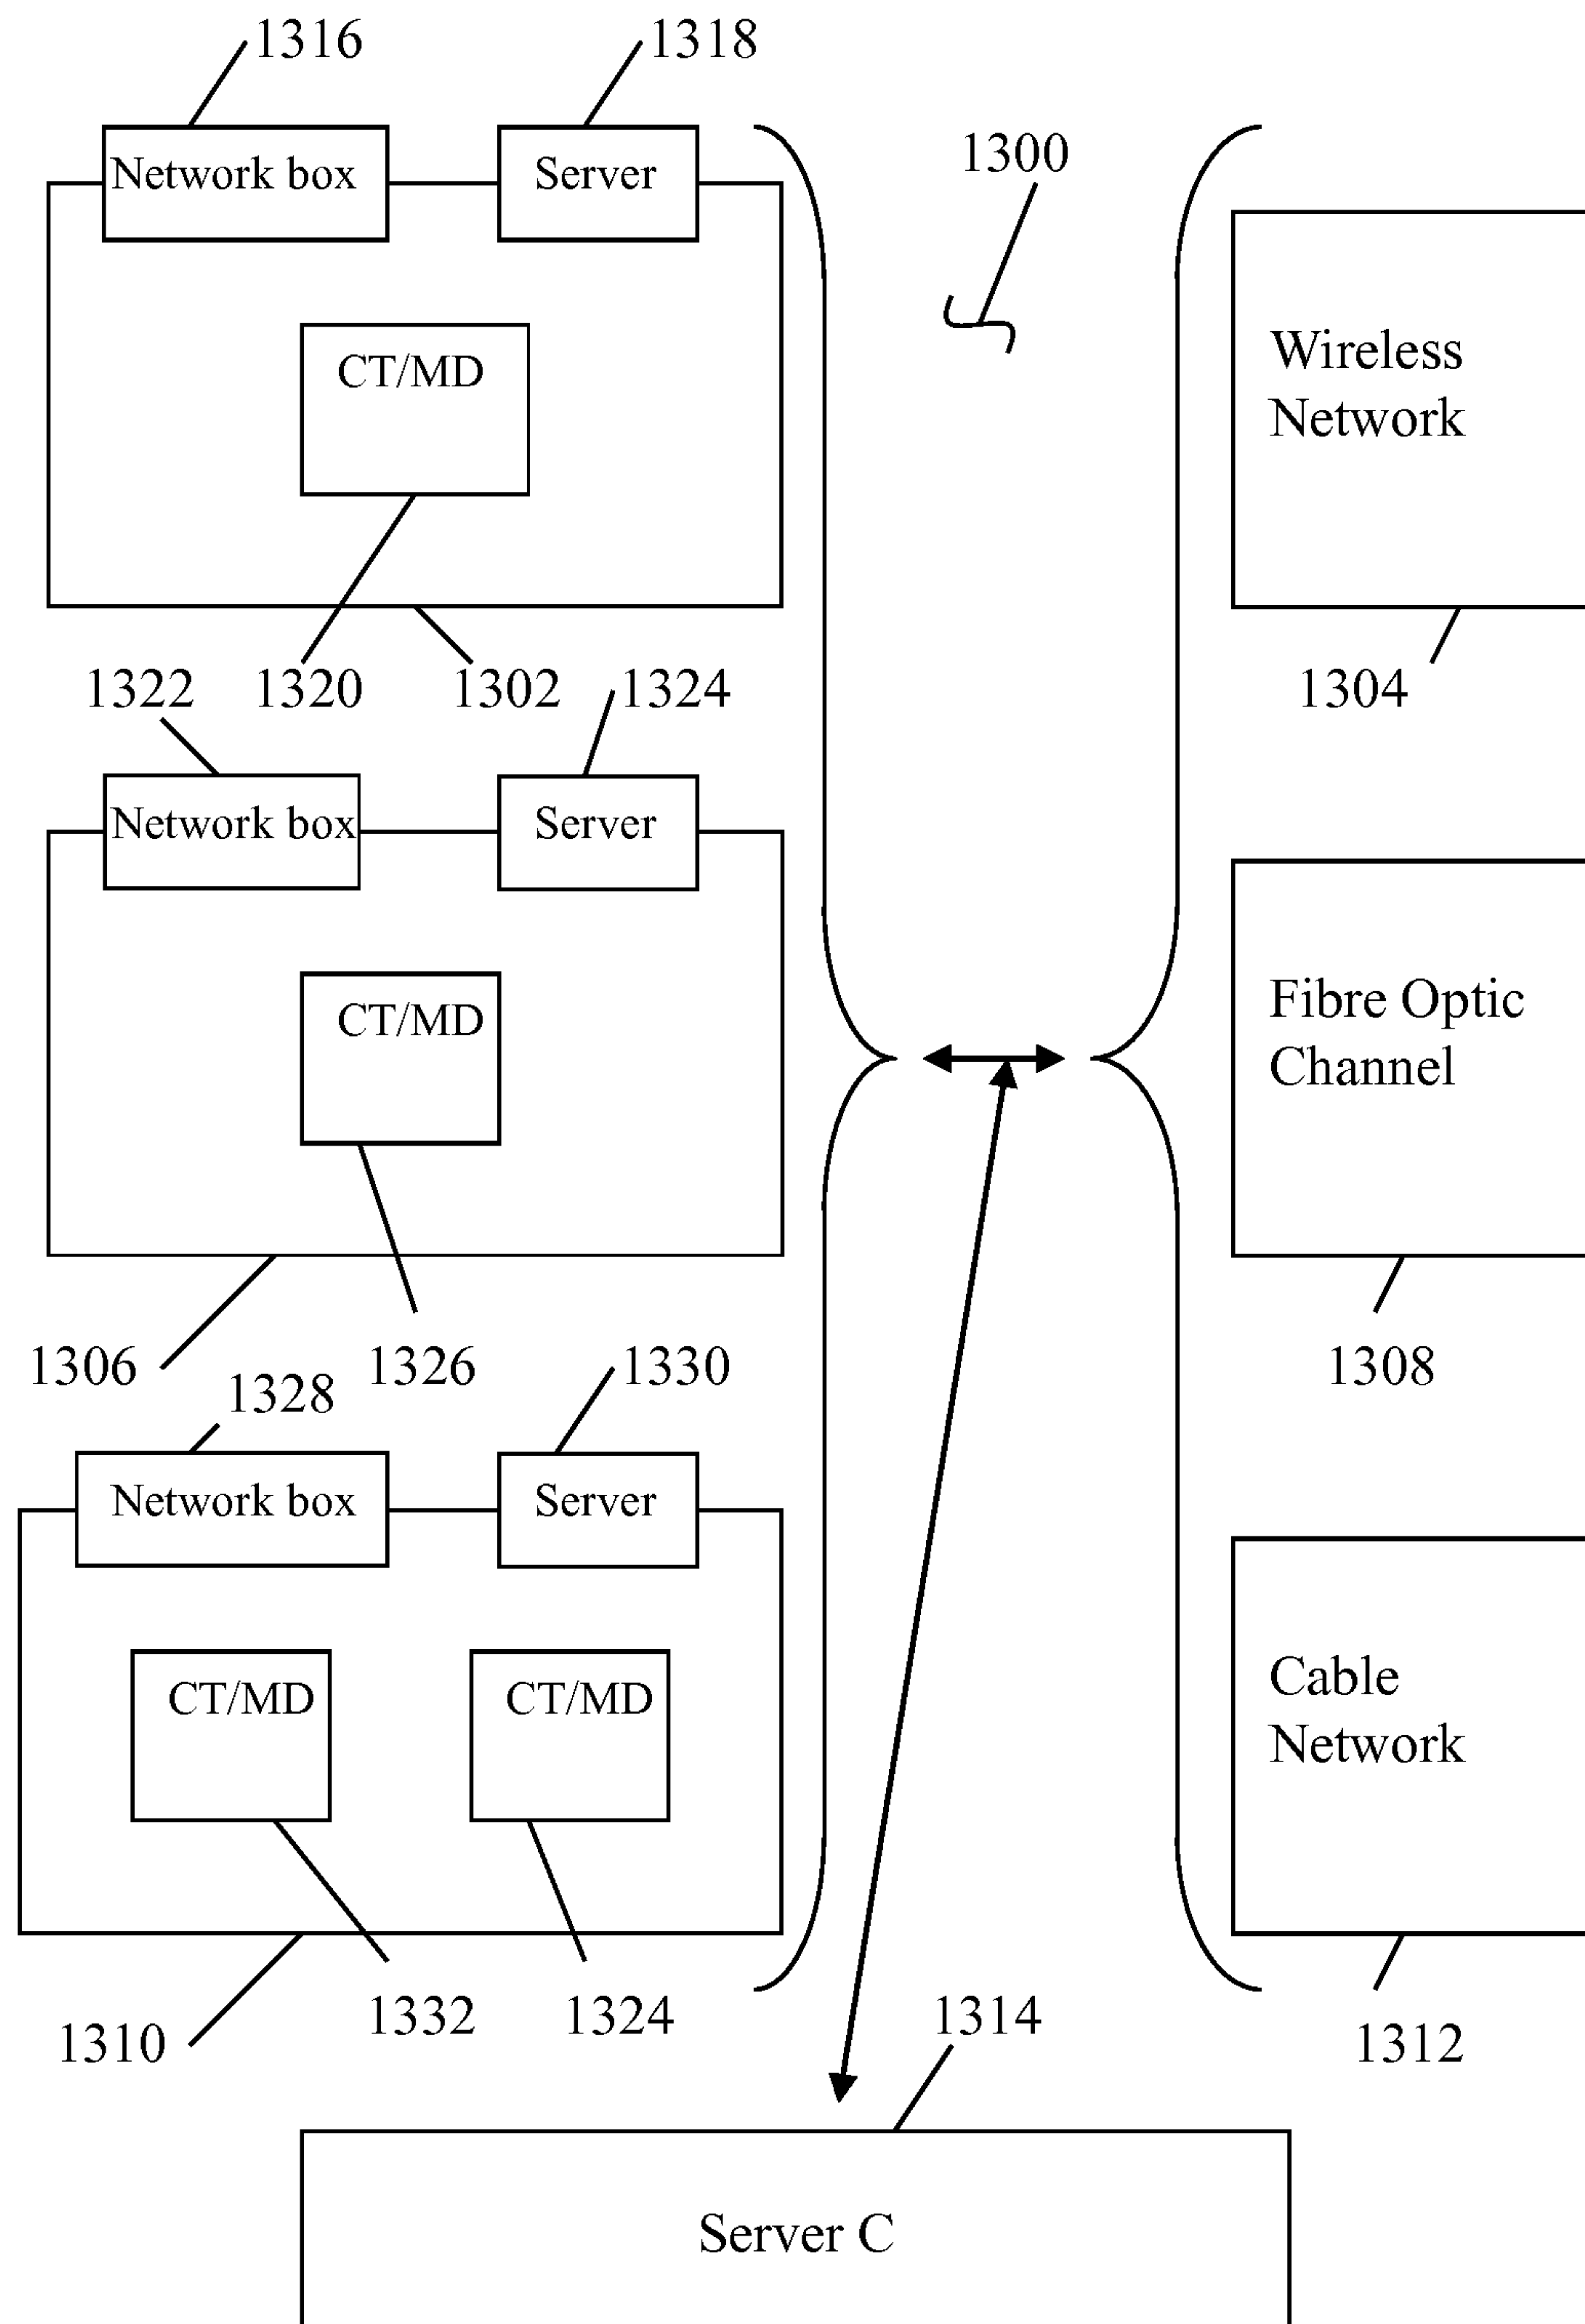 1316
1318
1300
Network box
Server
CT/MD
Wireless
Network
1322
1320
1302
1324
1304
Network box
Server
CT/MD
Fibre Optic
Channel
1306
1326
1330
1308
1328
Network box
Server
CT/MD
CT/MD
Cable
Network
1310
1332
1324
1314
1312
Server C